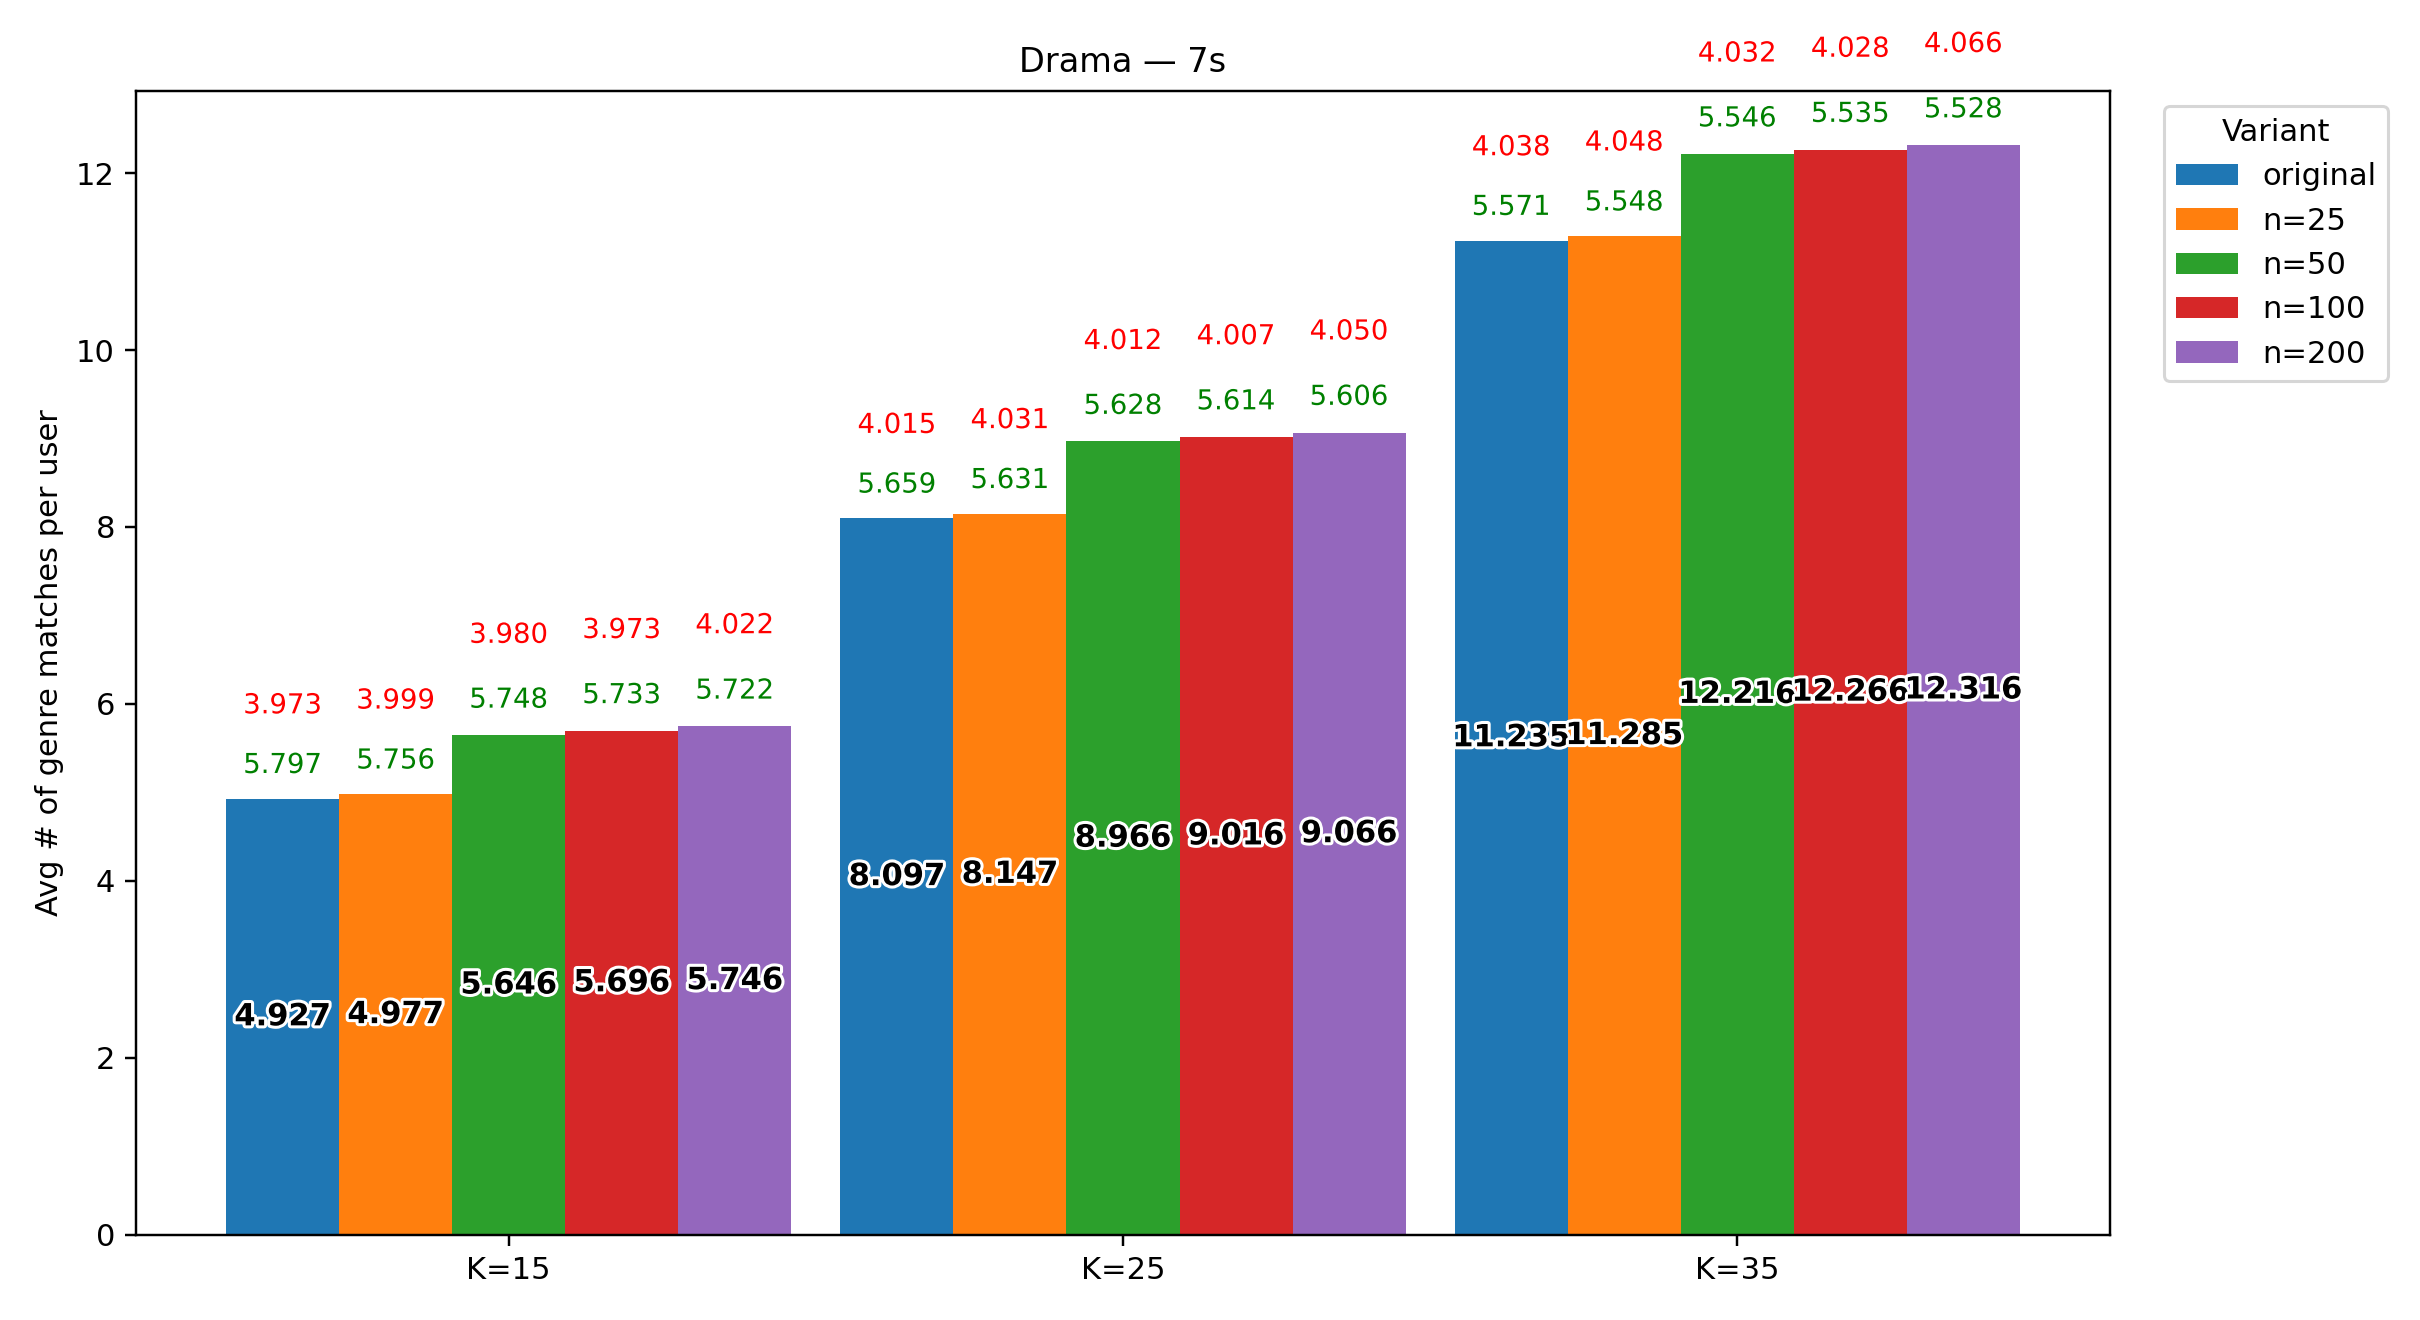 Drama — 7s
4.032 4.028 4.066
5.546 5.535 5.528
4.038 4.048
5.571 5.548
4.012 4.007 4.050
5.628 5.614 5.606
4.015 4.031
5.659 5.631
3.980 3.973 4.022
5.748 5.733 5.722
3.973 3.999
5.797 5.756
12.216 12.266 12.316
11.235 11.285
8.966 9.016 9.066
8.097 8.147
5.646 5.696 5.746
4.927 4.977
Avg # of genre matches per user
12
10
8
6
4
2
0
K=15 K=25 K=35
Variant
original
n=25
n=50
n=100
n=200